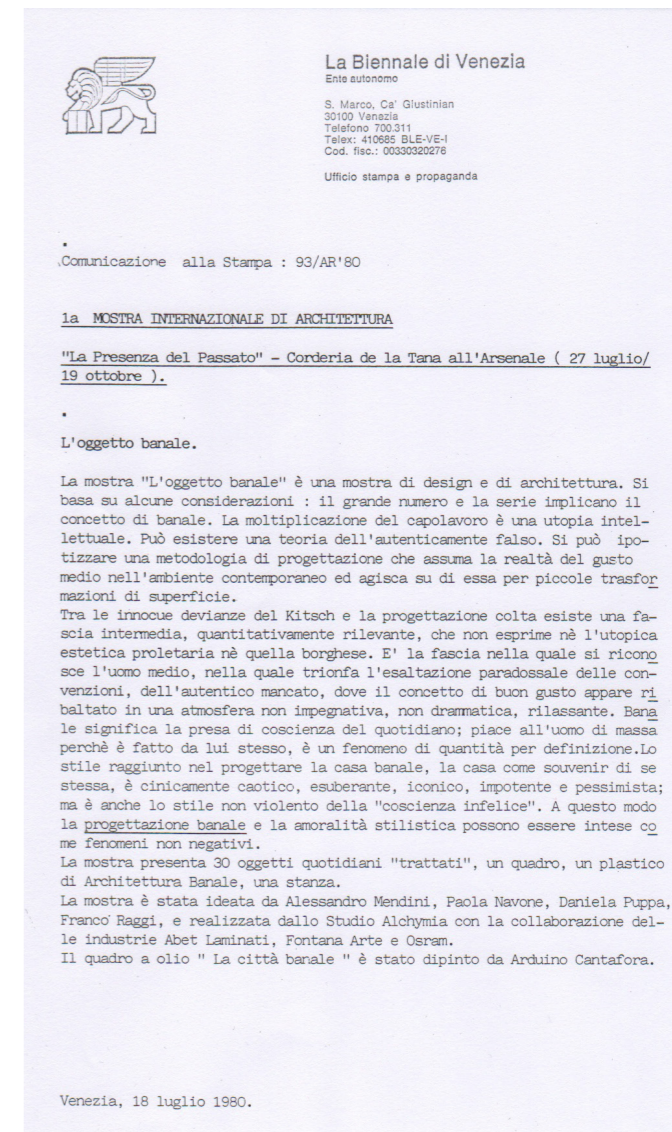 La Biennale di Venezia
Ente autonomo
S. Marco, Ca' Giustinian
30100 Venezia
Telefono 700.311
Telex: 410685 BLE-VE-I
Cod. fisc.: 00330320276
Ufficio stampa e propaganda
Comunicazione alla Stampa : 93/AR'80
1a MOSTRA INTERNAZIONALE DI ARCHITETTURA
"La Presenza del Passato" - Corderia de la Tana all'Arsenale ( 27 luglio/
19 ottobre ).
L'oggetto banale.
La mostra "L'oggetto banale" è una mostra di design e di architettura. Si
basa su alcune considerazioni : il grande numero e la serie implicano il
concetto di banale. La moltiplicazione del capolavoro è una utopia intel-
lettuale. Può esistere una teoria dell'autenticamente falso. Si può ipo-
tizzare una metodologia di progettazione che assuma la realtà del gusto
medio nell'ambiente contemporaneo ed agisca su di essa per piccole trasfor
mazioni di superficie.
Tra le innocue devianze del Kitsch e la progettazione colta esiste una fa-
scia intermedia, quantitativamente rilevante, che non esprime nè l'utopica
estetica proletaria nè quella borghese. E' la fascia nella quale si ricono
sce l'uomo medio, nella quale trionfa l'esaltazione paradossale delle con-
venzioni, dell'autentico mancato, dove il concetto di buon gusto appare ri
baltato in una atmosfera non impegnativa, non drammatica, rilassante. Bana
le significa la presa di coscienza del quotidiano; piace all'uomo di massa
perchè è fatto da lui stesso, è un fenomeno di quantità per definizione.Lo
stile raggiunto nel progettare la casa banale, la casa come souvenir di se
stessa, è cinicamente caotico, esuberante, iconico, impotente e pessimista;
ma è anche lo stile non violento della "coscienza infelice". A questo modo
la progettazione banale e la amoralità stilistica possono essere intese co
me fenomeni non negativi.
La mostra presenta 30 oggetti quotidiani "trattati", un quadro, un plastico
di Architettura Banale, una stanza.
La mostra è stata ideata da Alessandro Mendini, Paola Navone, Daniela Puppa,
Franco Raggi, e realizzata dallo Studio Alchymia con la collaborazione del-
le industrie Abet Laminati, Fontana Arte e Osram.
Il quadro a olio " La città banale " è stato dipinto da Arduino Cantafora.
Venezia, 18 luglio 1980.